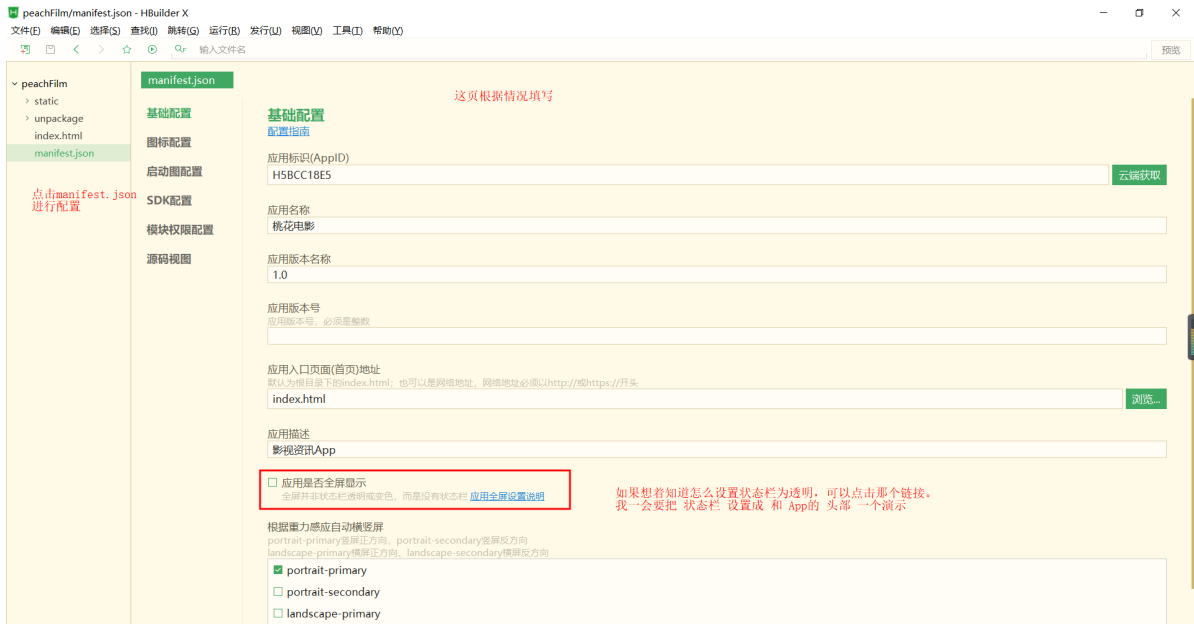 peachFilm/manifest.json - HBuilder X
文件(F) 编辑(E) 选择(S) 查找(I) 跳转(G) 运行(R) 发行(U) 视图(V) 工具(T) 帮助(Y)
输入文件名
预览
peachFilm
static
unpackage
index.html
manifest.json
点击manifest.json
进行配置
manifest.json
基础配置
图标配置
启动图配置
SDK配置
模块权限配置
源码视图
这页根据情况填写
基础配置
配置指南
应用标识(AppID)
H5BCC18E5
云端获取
应用名称
桃花电影
应用版本名称
1.0
应用版本号
应用版本号，必须是整数
应用入口页面(首页)地址
默认为根目录下的index.html；也可以是网络地址，网络地址必须以http://或https://开头
index.html
浏览...
应用描述
影视资讯App
应用是否全屏显示
全屏并非状态栏透明或变色，而是没有状态栏 应用全屏设置说明
如果想着知道怎么设置状态栏为透明，可以点击那个链接。
我一会要把 状态栏 设置成 和 App的 头部 一个演示
根据重力感应自动横竖屏
portrait-primary竖屏正方向、portrait-secondary竖屏反方向
landscape-primary横屏正方向、landscape-secondary横屏反方向
portrait-primary
portrait-secondary
landscape-primary